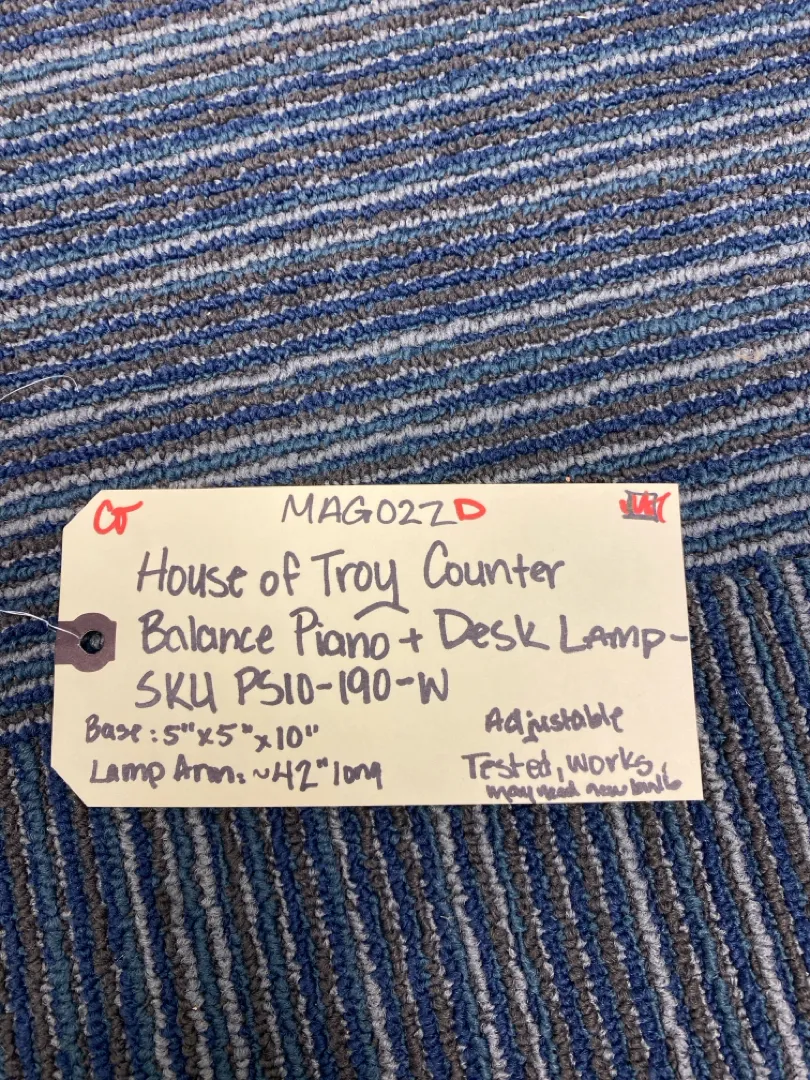 CT MAG022D
House of Troy Counter
Balance Piano + Desk Lamp-
SKU PS10-190-W
Base: 5"x5"x10" Adjustable
Lamp Arm: ~42" long Tested, works,
may need new bulb